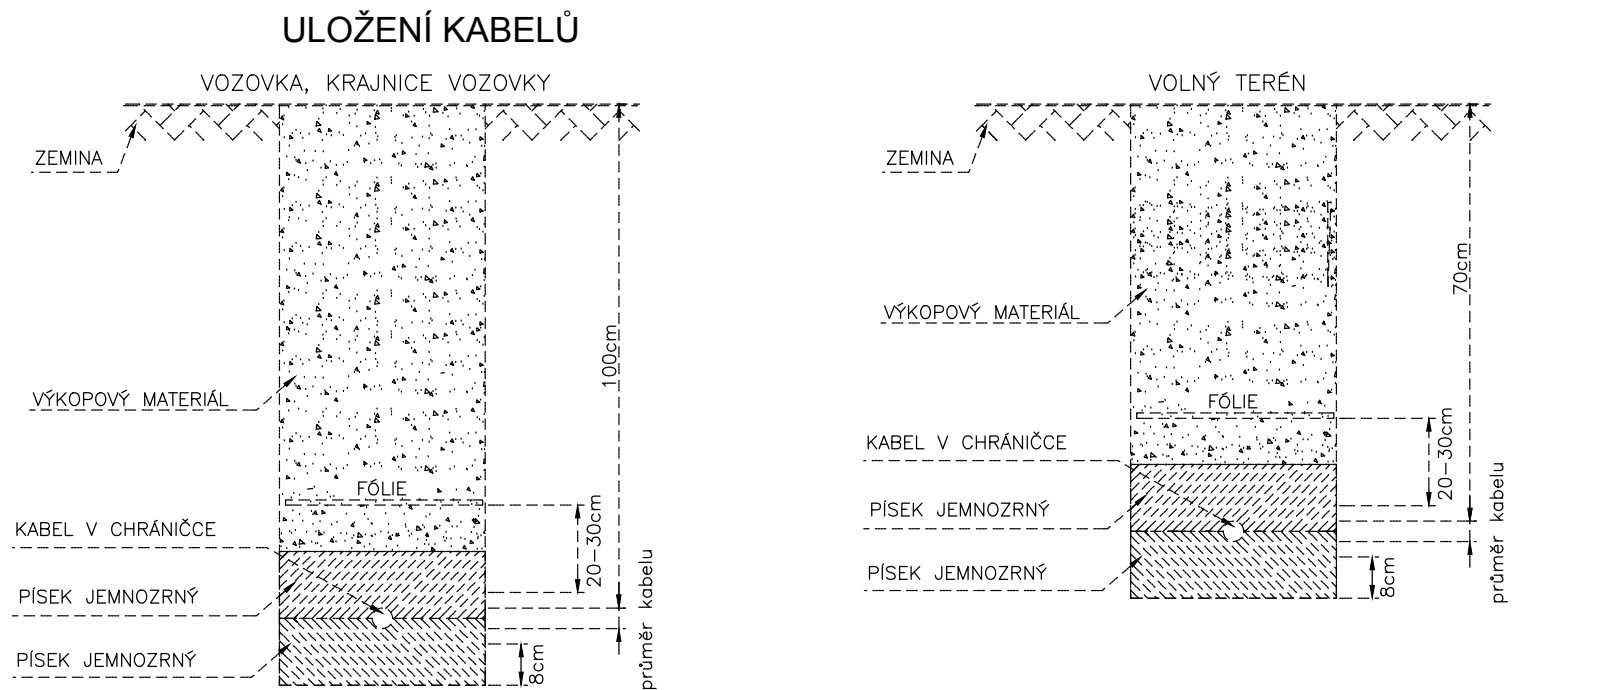 ULOŽENÍ KABELŮ
VOZOVKA, KRAJNICE VOZOVKY
ZEMINA
100cm
VÝKOPOVÝ MATERIÁL
FÓLIE
KABEL V CHRÁNIČCE
20-30cm
PÍSEK JEMNOZRNÝ
průměr kabelu
PÍSEK JEMNOZRNÝ
8cm
VOLNÝ TERÉN
ZEMINA
70cm
VÝKOPOVÝ MATERIÁL
FÓLIE
KABEL V CHRÁNIČCE
20-30cm
PÍSEK JEMNOZRNÝ
průměr kabelu
PÍSEK JEMNOZRNÝ
8cm